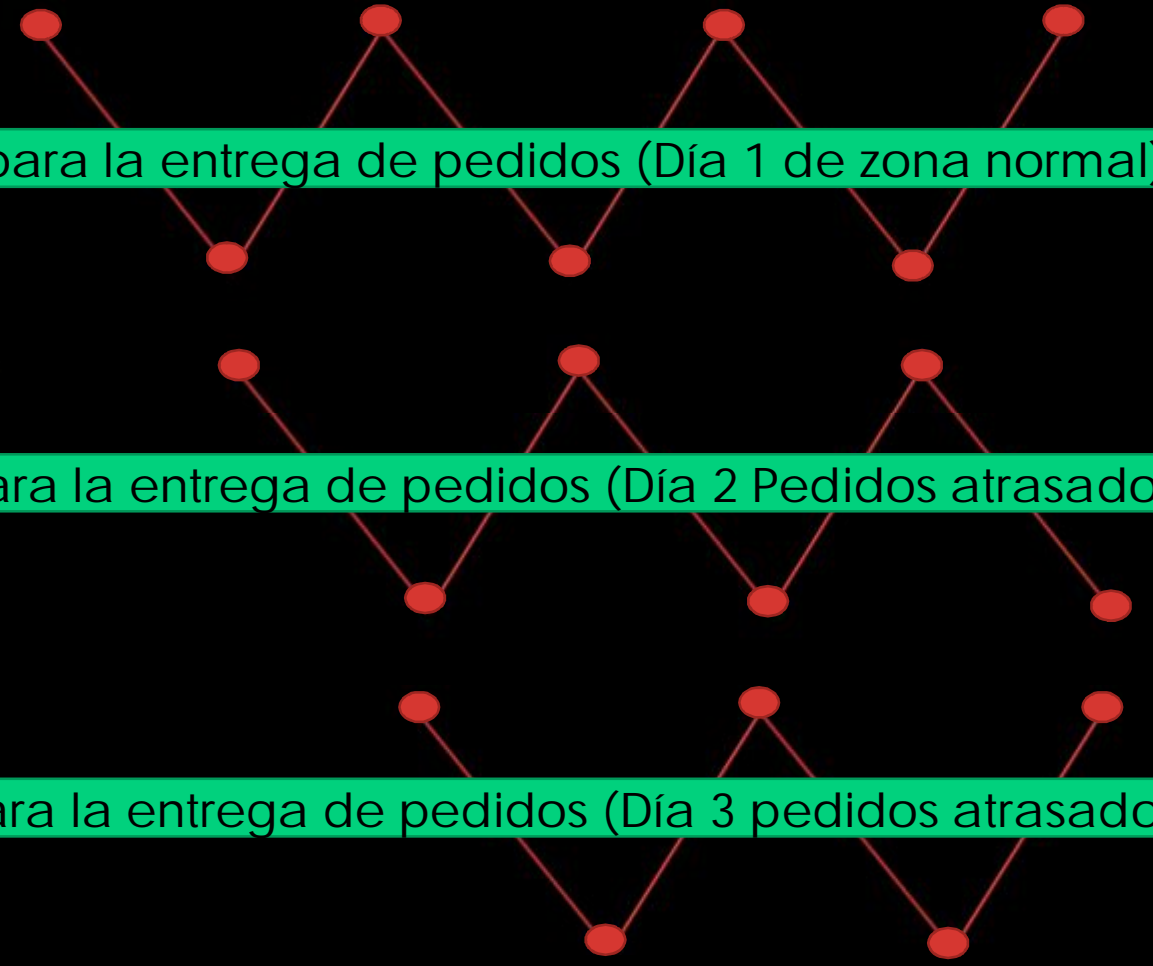 para la entrega de pedidos (Día 1 de zona normal)
ara la entrega de pedidos (Día 2 Pedidos atrasado
ara la entrega de pedidos (Día 3 pedidos atrasado